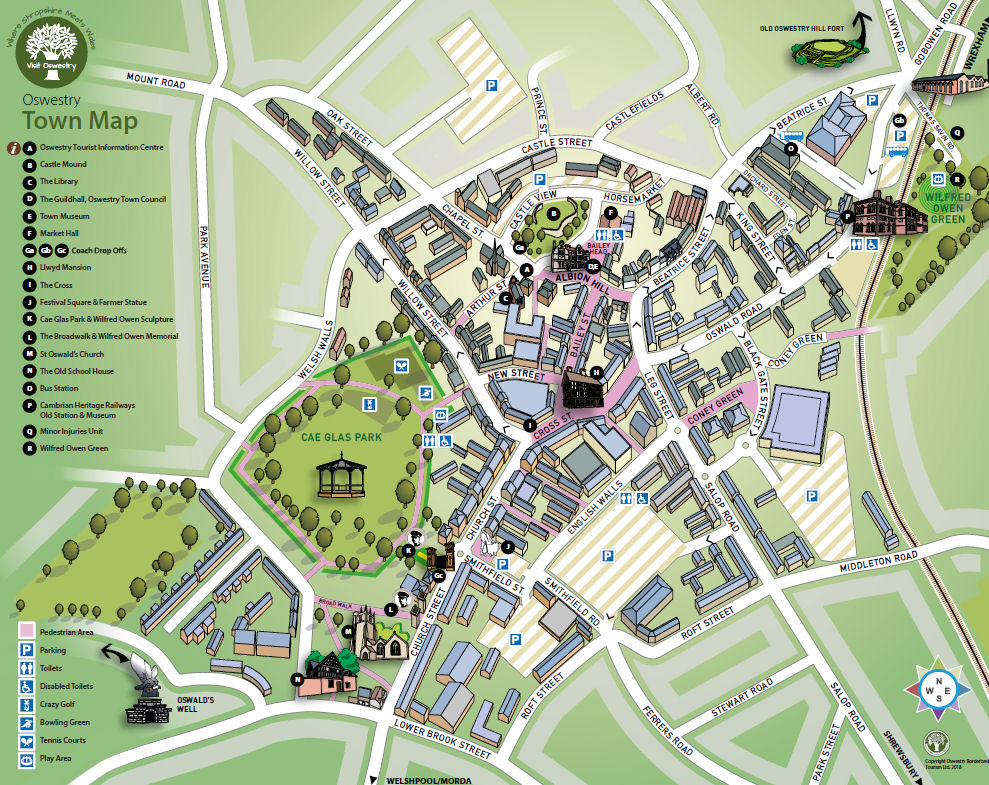 Where Shropshire Meets Wales
Visit Oswestry
Oswestry
Town Map
i A Oswestry Tourist Information Centre
B Castle Mound
C The Library
D The Guildhall, Oswestry Town Council
E Town Museum
F Market Hall
Ga Gb Gc Coach Drop Offs
H Llwyd Mansion
I The Cross
J Festival Square & Farmer Statue
K Cae Glas Park & Wilfred Owen Sculpture
L The Broadwalk & Wilfred Owen Memorial
M St Oswald's Church
N The Old School House
O Bus Station
P Cambrian Heritage Railways
Old Station & Museum
Q Minor Injuries Unit
R Wilfred Owen Green
MOUNT ROAD
OAK STREET
WILLOW STREET
PARK AVENUE
P
PRINCE ST
CASTLEFIELDS
ALBERT RD.
CASTLE STREET
OLD OSWESTRY HILL FORT
LLWYN RD
GOBOWEN ROAD
WREXHAM
BEATRICE ST.
P
Gb
P
THOMAS SAVIN RD
Q
O
R
WILFRED
OWEN
GREEN
ORCHARD STREET
EDEN S
P
KING STREET
P
HORSEMARKET
CASTLE VIEW
B
F
CHAPEL ST.
Ga
BAILEY
HEAD
D/E
A
ALBION HILL
BEATRICE STREET
C
ARTHUR ST.
WILLOW STREET
BAILEY ST
OSWALD ROAD
CONEY GREEN
BLACK GATE STREET
WELSH WALLS
NEW STREET
H
LEG STREET
CONEY GREEN
CROSS ST.
I
CAE GLAS PARK
CHURCH ST.
ENGLISH WALLS
SALOP ROAD
P
P
J
P
K
Gc
SMITHFIELD ST.
SMITHFIELD RD
MIDDLETON ROAD
BROAD WALK
L
M
CHURCH STREET
P
ROFT STREET
N
ROFT STREET
STEWART ROAD
FERRERS ROAD
SALOP ROAD
PARK STREET
SHREWSBURY
LOWER BROOK STREET
WELSHPOOL/MORDA
OSWALD'S
WELL
Pedestrian Area
P Parking
Toilets
Disabled Toilets
Crazy Golf
Bowling Green
Tennis Courts
Play Area
N
W E
S
Copyright Oswestry Borderland
Tourism Ltd. 2018